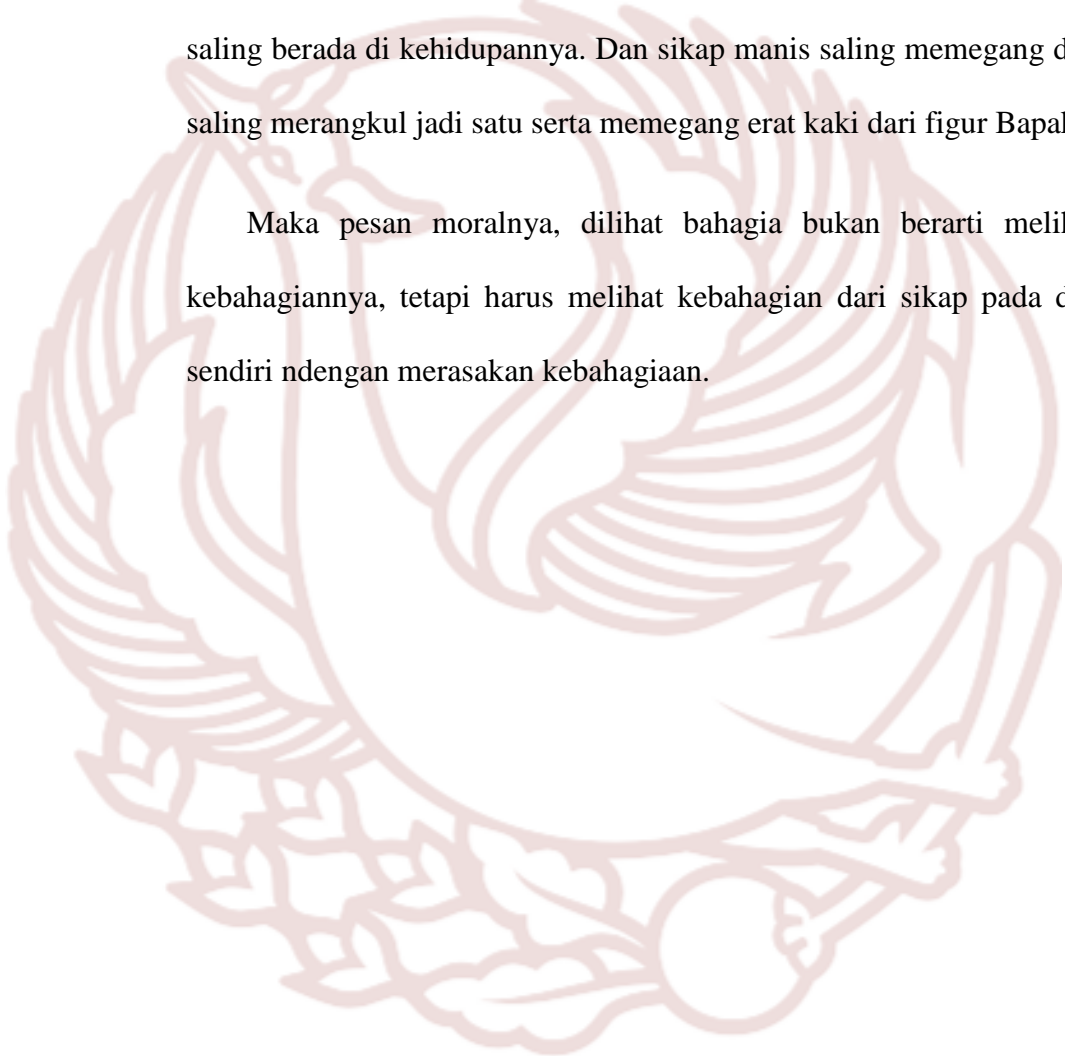 saling berada di kehidupannya. Dan sikap manis saling memegang
saling merangkul jadi satu serta memegang erat kaki dari figur
Maka pesan moralnya, dilihat bahagia bukan berarti
kebahagiannya, tetapi harus melihat kebahagian dari sikap pada
sendiri ndengan merasakan kebahagiaan.